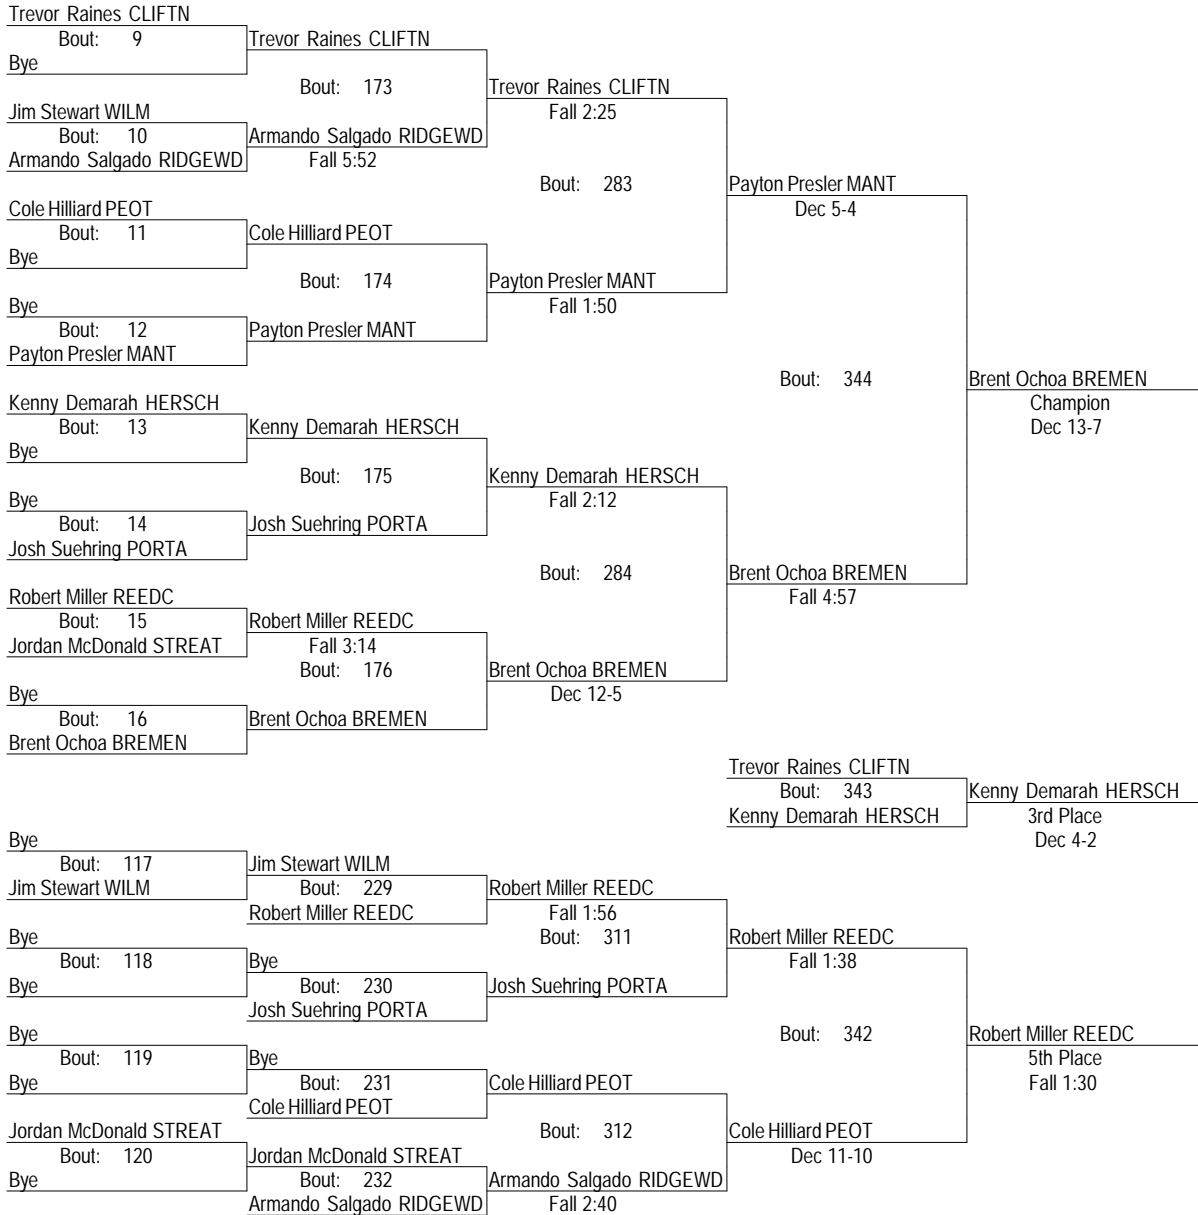 Trevor Raines CLIFTN
Bout: 9
Trevor Raines CLIFTN
Bye
Bout: 173
Trevor Raines CLIFTN
Jim Stewart WILM
Fall 2:25
Bout: 10
Armando Salgado RIDGEWD
Armando Salgado RIDGEWD
Fall 5:52
Bout: 283
Payton Presler MANT
Cole Hilliard PEOT
Dec 5-4
Bout: 11
Cole Hilliard PEOT
Bye
Bout: 174
Payton Presler MANT
Bye
Fall 1:50
Bout: 12
Payton Presler MANT
Payton Presler MANT
Bout: 344
Brent Ochoa BREMEN
Kenny Demarah HERSCH
Champion
Bout: 13
Kenny Demarah HERSCH
Dec 13-7
Bye
Bout: 175
Kenny Demarah HERSCH
Bye
Fall 2:12
Bout: 14
Josh Suehring PORTA
Josh Suehring PORTA
Bout: 284
Brent Ochoa BREMEN
Robert Miller REEDC
Fall 4:57
Bout: 15
Robert Miller REEDC
Jordan McDonald STREAT
Fall 3:14
Bout: 176
Brent Ochoa BREMEN
Bye
Dec 12-5
Bout: 16
Brent Ochoa BREMEN
Brent Ochoa BREMEN
Trevor Raines CLIFTN
Bout: 343
Kenny Demarah HERSCH
Kenny Demarah HERSCH
3rd Place
Dec 4-2
Bye
Bout: 117
Jim Stewart WILM
Jim Stewart WILM
Bout: 229
Robert Miller REEDC
Robert Miller REEDC
Fall 1:56
Bye
Bout: 311
Robert Miller REEDC
Bout: 118
Bye
Fall 1:38
Bye
Bout: 230
Josh Suehring PORTA
Josh Suehring PORTA
Bye
Bout: 342
Robert Miller REEDC
Bout: 119
Bye
5th Place
Bye
Bout: 231
Cole Hilliard PEOT
Fall 1:30
Cole Hilliard PEOT
Jordan McDonald STREAT
Bout: 312
Cole Hilliard PEOT
Bout: 120
Jordan McDonald STREAT
Dec 11-10
Bye
Bout: 232
Armando Salgado RIDGEWD
Armando Salgado RIDGEWD
Fall 2:40